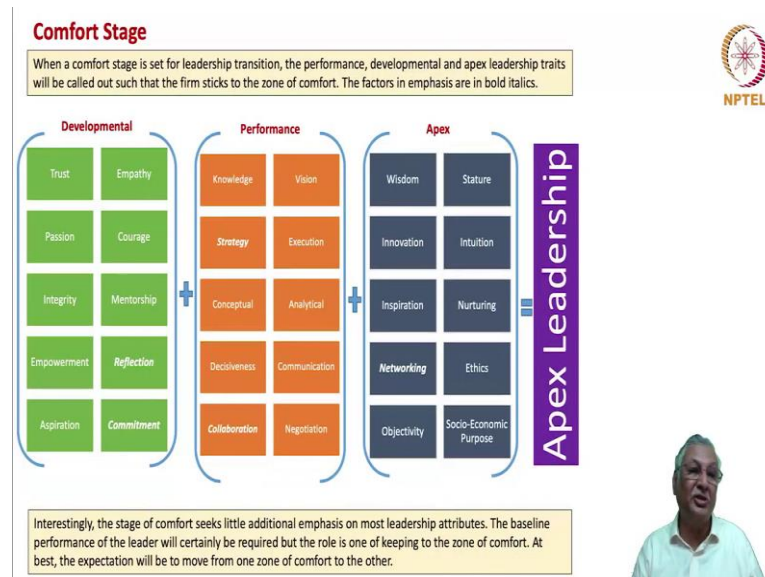 Comfort Stage
When a comfort stage is set for leadership transition, the performance, developmental and apex leadership traits
will be called out such that the firm sticks to the zone of comfort. The factors in emphasis are in bold italics.
NPTEL
Developmental
Performance
Apex
Trust
Empathy
Passion
Courage
Integrity
Mentorship
Empowerment
Reflection
Aspiration
Commitment
+
Knowledge
Vision
Strategy
Execution
Conceptual
Analytical
Decisiveness
Communication
Collaboration
Negotiation
+
Wisdom
Stature
Innovation
Intuition
Inspiration
Nurturing
Networking
Ethics
Objectivity
Socio-Economic
Purpose
=
Apex Leadership
Interestingly, the stage of comfort seeks little additional emphasis on most leadership attributes. The baseline
performance of the leader will certainly be required but the role is one of keeping to the zone of comfort. At
best, the expectation will be to move from one zone of comfort to the other.